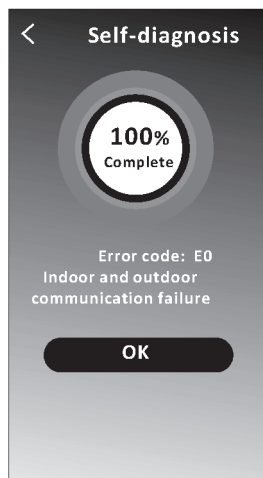 Self-diagnosis
100%
Complete
Error code: E0
Indoor and outdoor
communication failure
OK